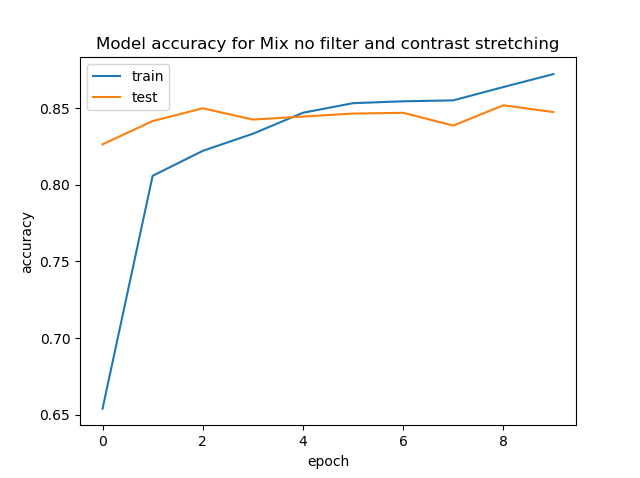 Model accuracy for Mix no filter and contrast stretching
train
test
0.85
0.80
0.75
0.70
0.65
accuracy
0 2 4 6 8
epoch